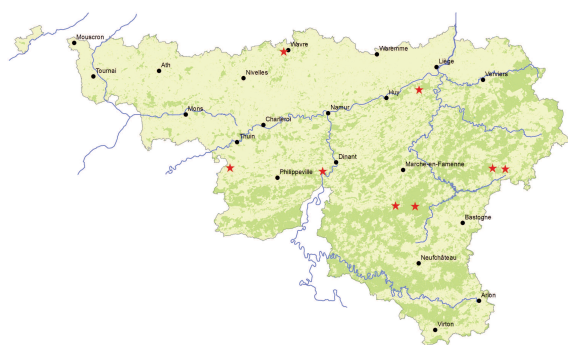 Mouscron
Wavre
Waremme
Liège
Tournai
Ath
Nivelles
Verviers
Huy
Mons
Namur
Charleroi
Thuin
Dinant
Marche-en-Famenne
Philippeville
Bastogne
Neufchâteau
Arlon
Virton